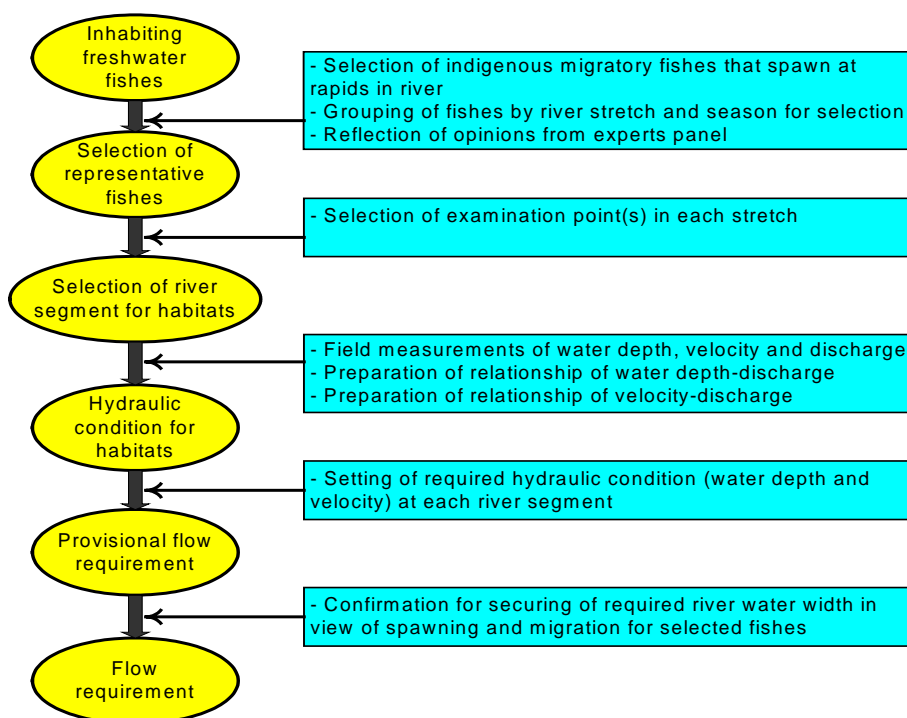 Inhabiting
freshwater
fishes
- Selection of indigenous migratory fishes that spawn at
rapids in river
- Grouping of fishes by river stretch and season for selection
- Reflection of opinions from experts panel
Selection of
representative
fishes
- Selection of examination point(s) in each stretch
Selection of river
segment for habitats
- Field measurements of water depth, velocity and discharge
- Preparation of relationship of water depth-discharge
- Preparation of relationship of velocity-discharge
Hydraulic
condition for
habitats
- Setting of required hydraulic condition (water depth and
velocity) at each river segment
Provisional flow
requirement
- Confirmation for securing of required river water width in
view of spawning and migration for selected fishes
Flow
requirement